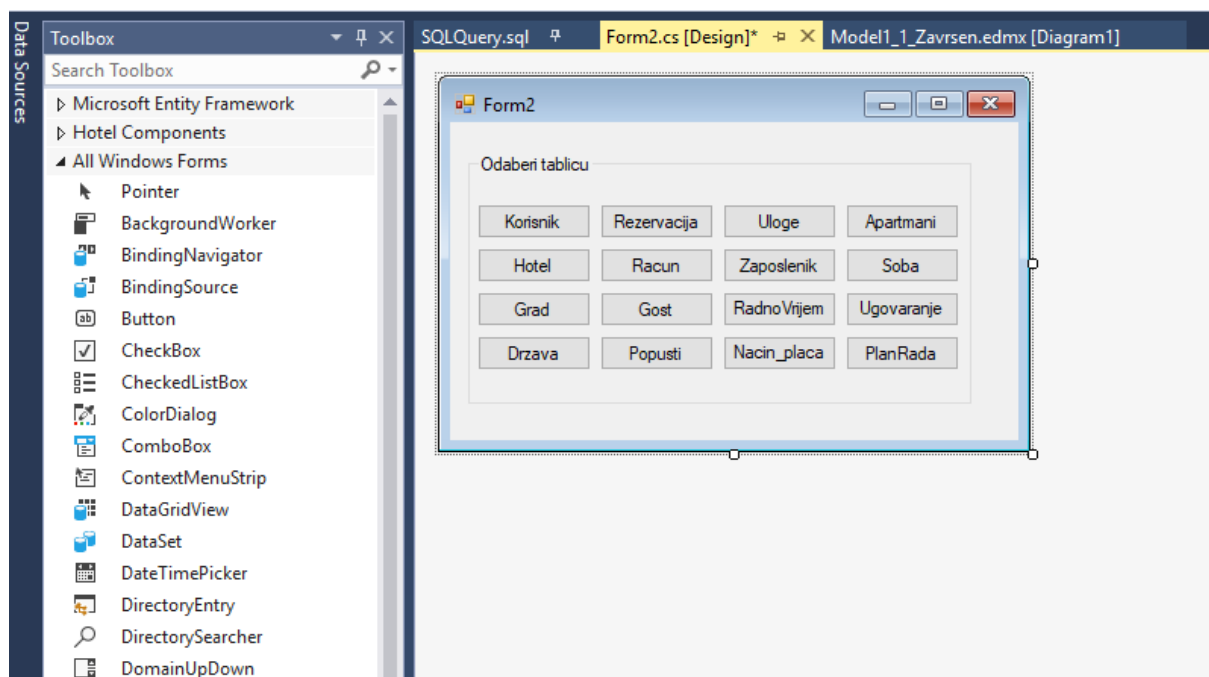 Data Sources
Toolbox
Search Toolbox
Microsoft Entity Framework
Hotel Components
All Windows Forms
Pointer
BackgroundWorker
BindingNavigator
BindingSource
Button
CheckBox
CheckedListBox
ColorDialog
ComboBox
ContextMenuStrip
DataGridView
DataSet
DateTimePicker
DirectoryEntry
DirectorySearcher
DomainUpDown
SQLQuery.sql Form2.cs [Design]* Model1_1_Zavrsen.edmx [Diagram1]
Form2
Odaberi tablicu
Korisnik Rezervacija Uloge Apartmani
Hotel Racun Zaposlenik Soba
Grad Gost RadnoVrijem Ugovaranje
Drzava Popusti Nacin_placa PlanRada